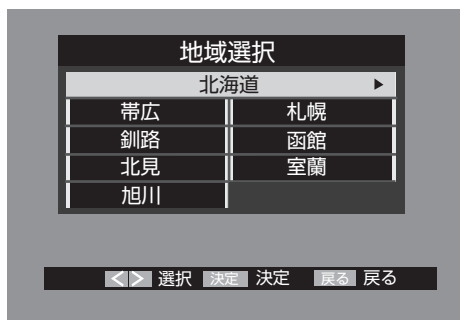 地域選択
北海道 ▶
帯広 札幌
釧路 函館
北見 室蘭
旭川
<> 選択 決定 決定 戻る 戻る